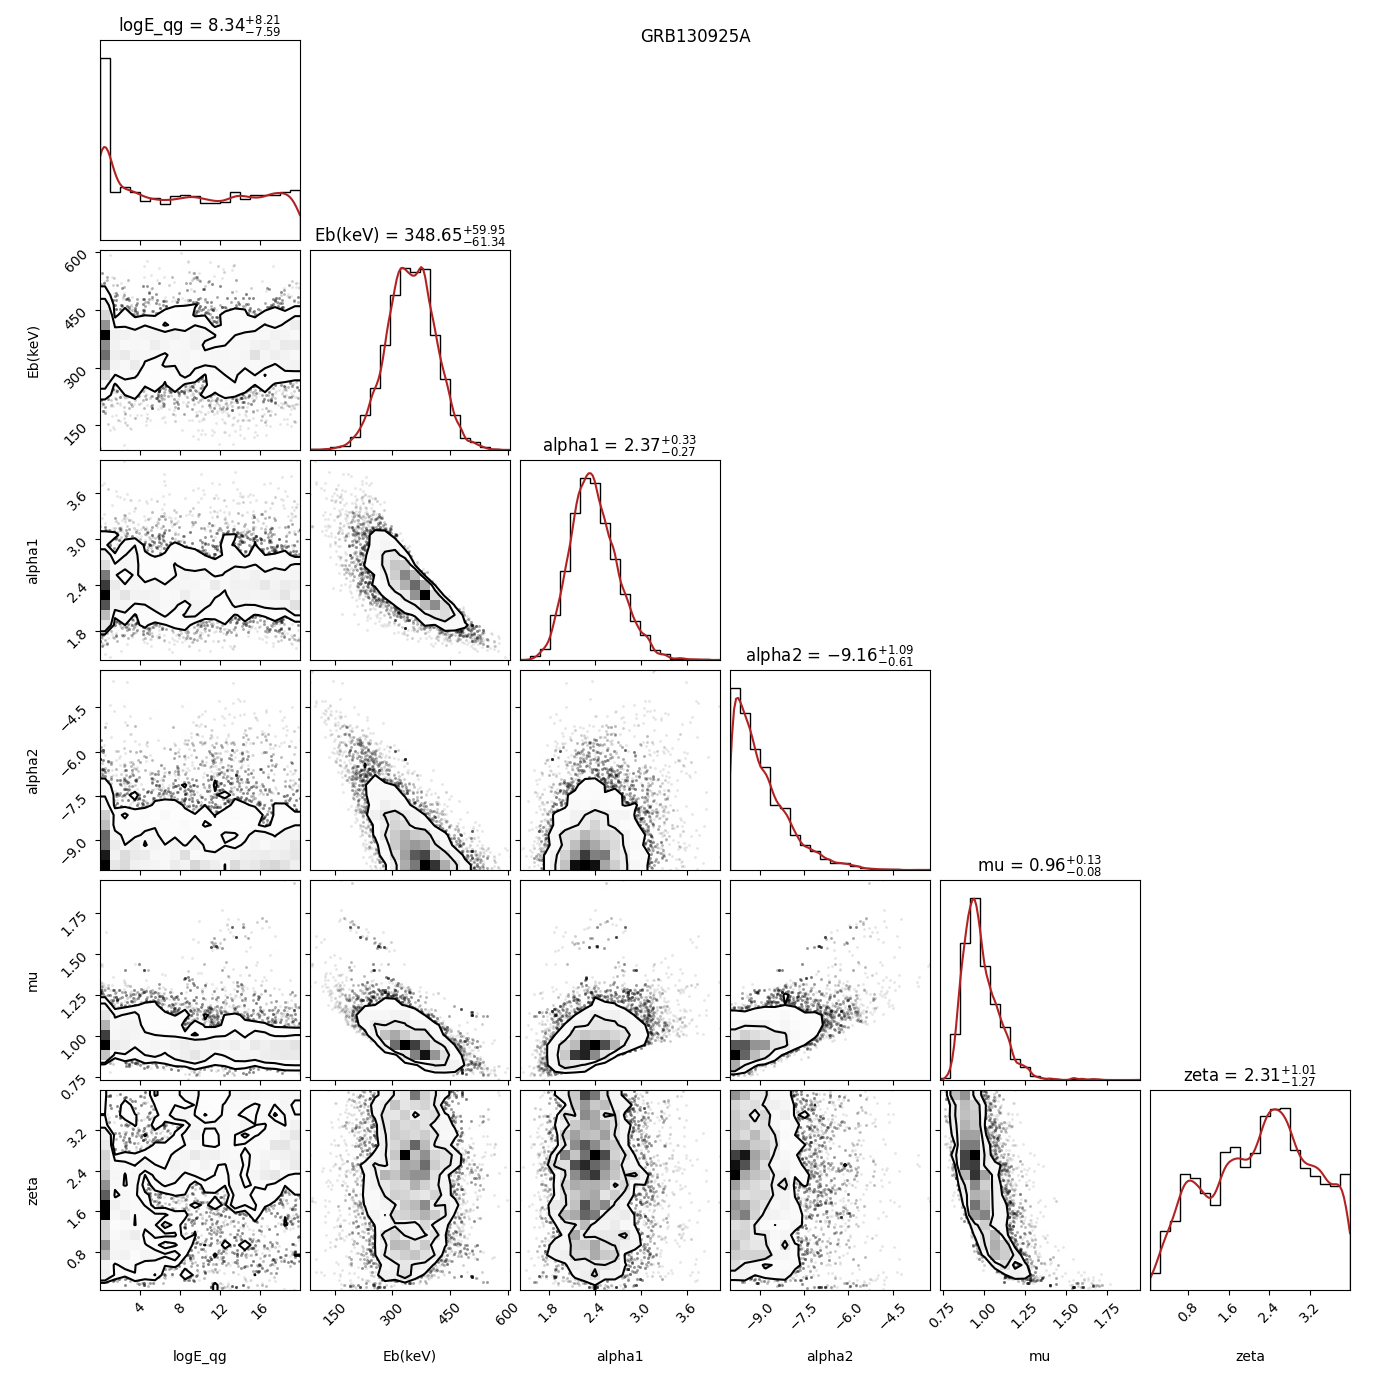 GRB130925A
logE_qg = 8.34+8.21 −7.59
Eb(keV) = 348.65+59.95 −61.34
alpha1 = 2.37+0.33 −0.27
alpha2 = −9.16+1.09 −0.61
mu = 0.96+0.13 −0.08
zeta = 2.31+1.01 −1.27
Eb(keV)
600
450
300
150
alpha1
3.6
3.0
2.4
1.8
alpha2
−4.5
−6.0
−7.5
−9.0
mu
1.75
1.50
1.25
1.00
0.75
zeta
3.2
2.4
1.6
0.8
4 8 12 16
150 300 450 600
1.8 2.4 3.0 3.6
−9.0 −7.5 −6.0 −4.5
0.75 1.00 1.25 1.50 1.75
0.8 1.6 2.4 3.2
logE_qg Eb(keV) alpha1 alpha2 mu zeta